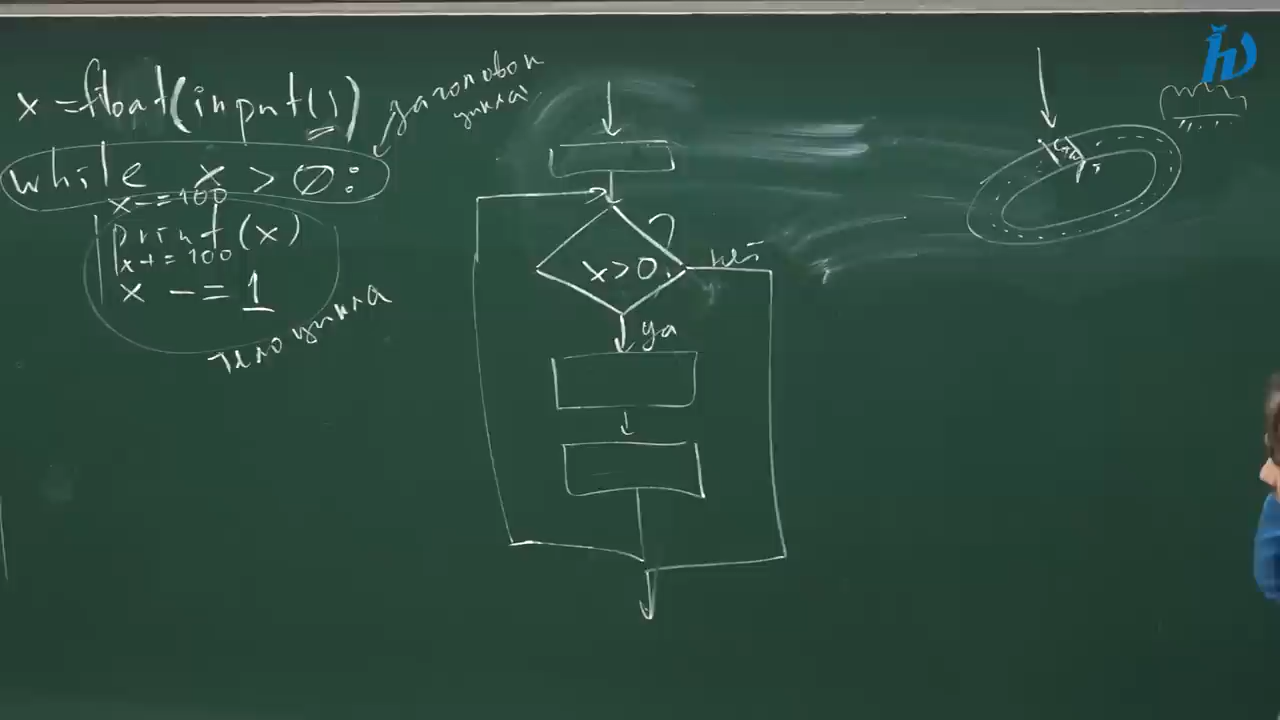 x = float(input())
заголовок
цикла
while x > 0:
x -= 100
print(x)
x += 100
x -= 1
тело цикла
x > 0 ?
нет
да